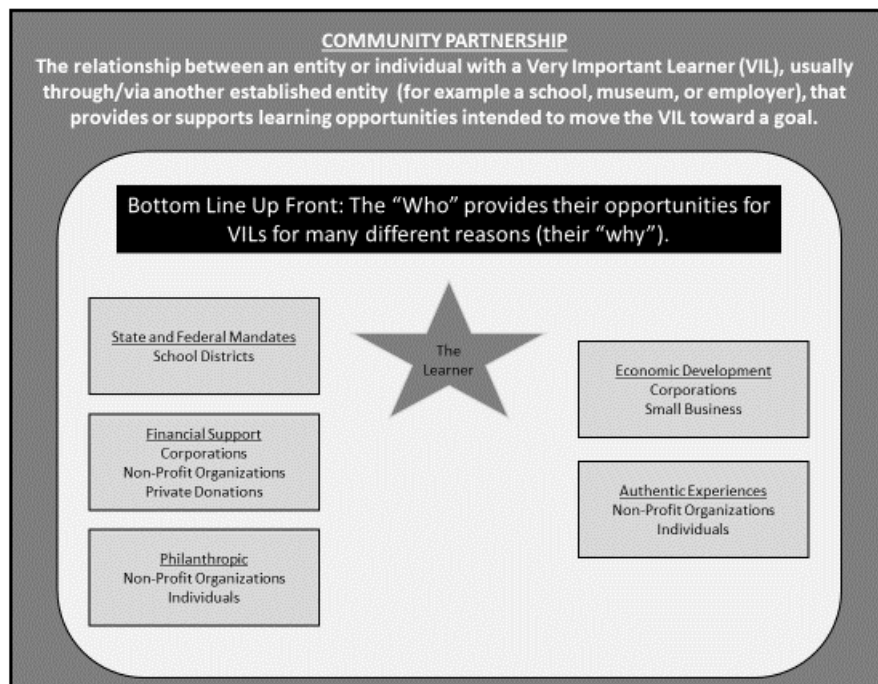 COMMUNITY PARTNERSHIP
The relationship between an entity or individual with a Very Important Learner (VIL), usually
through/via another established entity (for example a school, museum, or employer), that
provides or supports learning opportunities intended to move the VIL toward a goal.
Bottom Line Up Front: The “Who” provides their opportunities for
VILs for many different reasons (their “why”).
State and Federal Mandates
School Districts
Financial Support
Corporations
Non-Profit Organizations
Private Donations
Philanthropic
Non-Profit Organizations
Individuals
The
Learner
Economic Development
Corporations
Small Business
Authentic Experiences
Non-Profit Organizations
Individuals